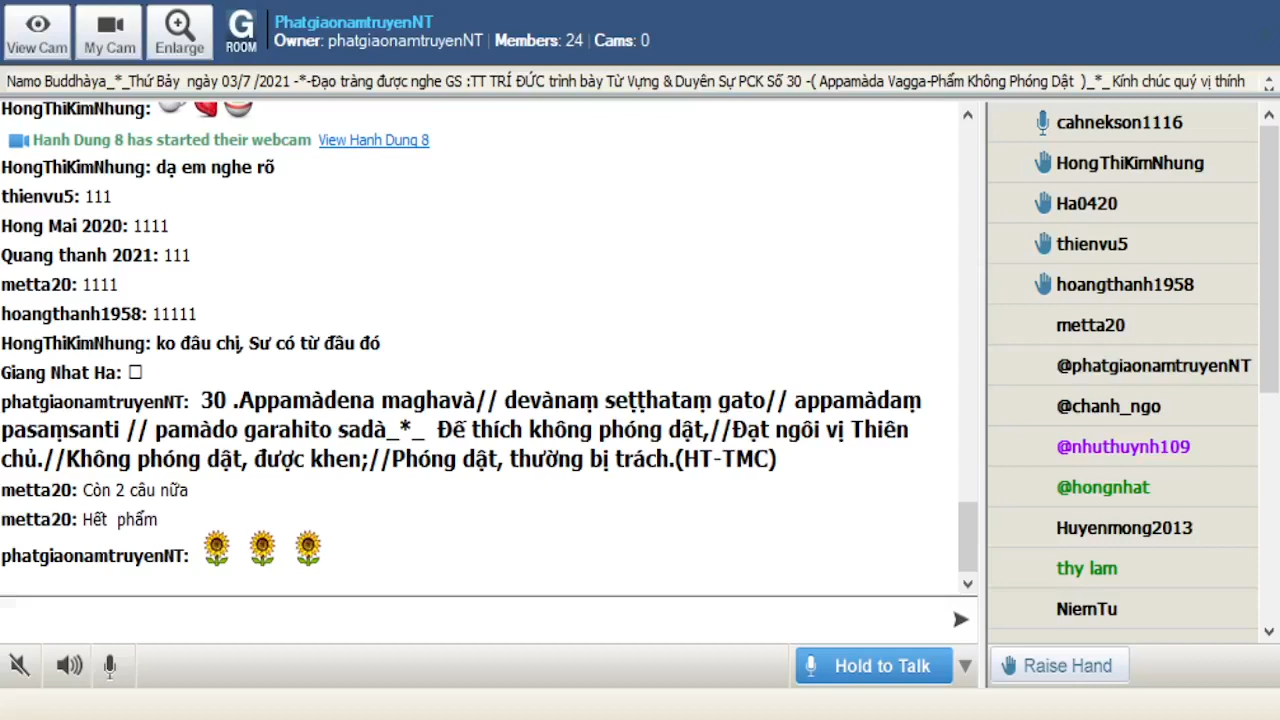 View Cam
My Cam
Enlarge
G
ROOM
PhatgiaonamtruyenNT
Owner: phatgiaonamtruyenNT | Members: 24 | Cams: 0
Namo Buddhàya_*_Thứ Bảy ngày 03/7 /2021 -*-Đạo tràng được nghe GS :TT TRÍ ĐỨC trình bày Từ Vựng & Duyên Sự PCK Số 30 -( Appamàda Vagga-Phẩm Không Phóng Dật )_*_Kính chúc quý vị thính
HongThiKimNhung:
Hanh Dung 8 has started their webcam View Hanh Dung 8
HongThiKimNhung: dạ em nghe rõ
thienvu5: 111
Hong Mai 2020: 1111
Quang thanh 2021: 111
metta20: 1111
hoangthanh1958: 11111
HongThiKimNhung: ko đâu chị, Sư có từ đầu đó
Giang Nhat Ha:
phatgiaonamtruyenNT: 30 .Appamàdena maghavà// devànaṃ seṭṭhataṃ gato// appamàdaṃ
pasaṃsanti // pamàdo garahito sadà_*_ Đế thích không phóng dật,//Đạt ngôi vị Thiên
chủ.//Không phóng dật, được khen;//Phóng dật, thường bị trách.(HT-TMC)
metta20: Còn 2 câu nữa
metta20: Hết phẩm
phatgiaonamtruyenNT:
cahnekson1116
HongThiKimNhung
Ha0420
thienvu5
hoangthanh1958
metta20
@phatgiaonamtruyenNT
@chanh_ngo
@nhuthuynh109
@hongnhat
Huyenmong2013
thy lam
NiemTu
Hold to Talk
Raise Hand